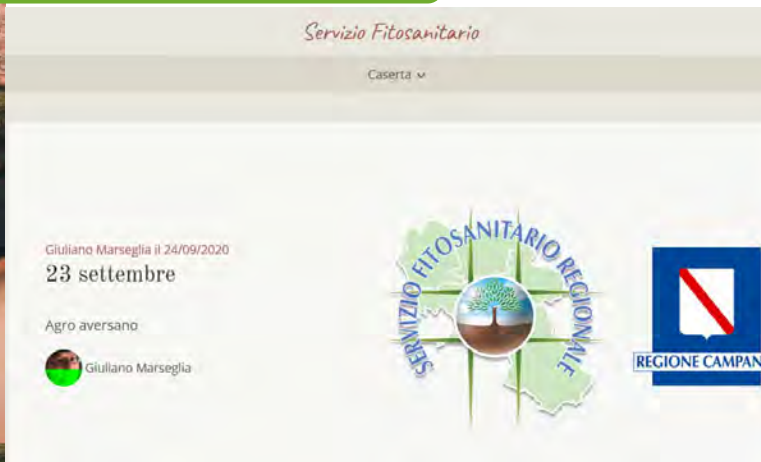 Servizio Fitosanitario
Caserta
Giuliano Marseglia il 24/09/2020
23 settembre
Agro aversano
Giuliano Marseglia
SERVIZIO FITOSANITARIO REGIONALE
REGIONE CAMPAN